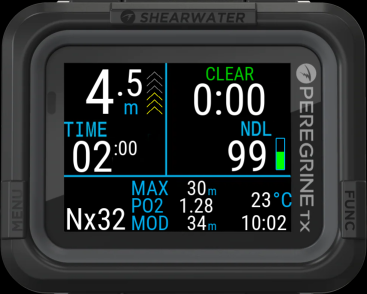 SHEARWATER
4.5m
CLEAR
0:00
TIME
02:00
NDL
99
MAX 30m
PO2 1.28
MOD 34m
Nx32
23°C
10:02
PEREGRINE TX
MENU
FUNC